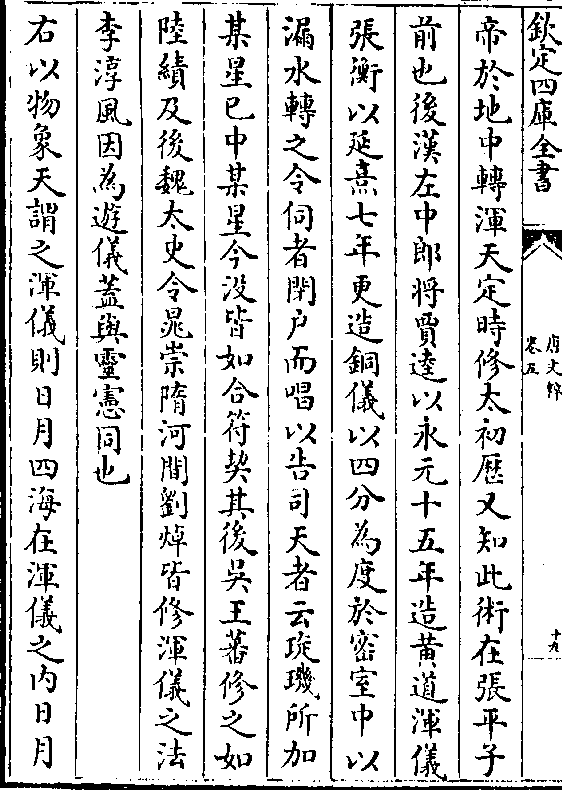 欽定四庫全書
唐文粹
卷五
十九
帝於地中轉渾天定時修太初歷又知此術在張平子
前也後漢左中郎將賈逵以永元十五年造黄道渾儀
張衡以延熹七年更造銅儀以四分為度於密室中以
漏水轉之令伺者閉户而唱以告司天者云琁璣所加
某星巳中某星今没皆如合符契其後吳王蕃修之如
陸績及後魏太史令晁崇隋河間劉焯皆修渾儀之法
李淳風因為遊儀葢與靈憲同也
右以物象天謂之渾儀則日月四海在渾儀之内日月